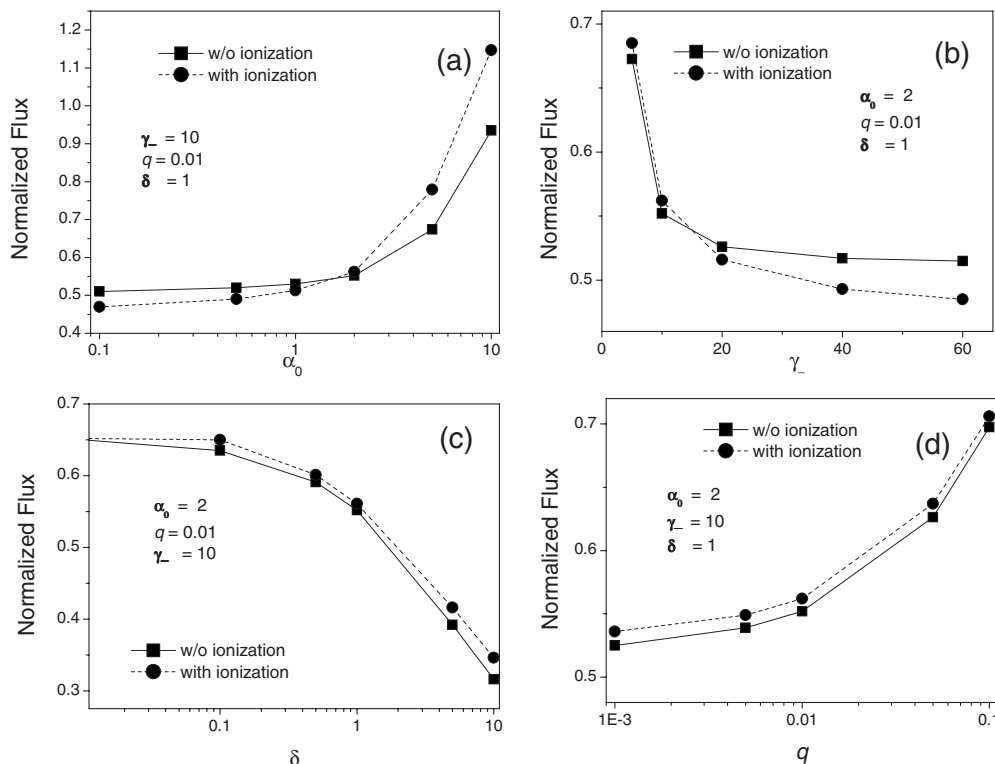 1.2
1.1
1.0
0.9
0.8
0.7
0.6
0.5
0.4
Normalized Flux
w/o ionization
with ionization
(a)
γ₋ = 10
q = 0.01
δ = 1
0.1
1
10
α₀
0.7
0.6
0.5
Normalized Flux
w/o ionization
with ionization
(b)
α₀ = 2
q = 0.01
δ = 1
0
20
40
60
γ₋
0.7
0.6
0.5
0.4
0.3
Normalized Flux
(c)
α₀ = 2
q = 0.01
γ₋ = 10
w/o ionization
with ionization
0.1
1
10
δ
0.7
0.6
0.5
Normalized Flux
w/o ionization
with ionization
(d)
α₀ = 2
γ₋ = 10
δ = 1
1E-3
0.01
0.1
q